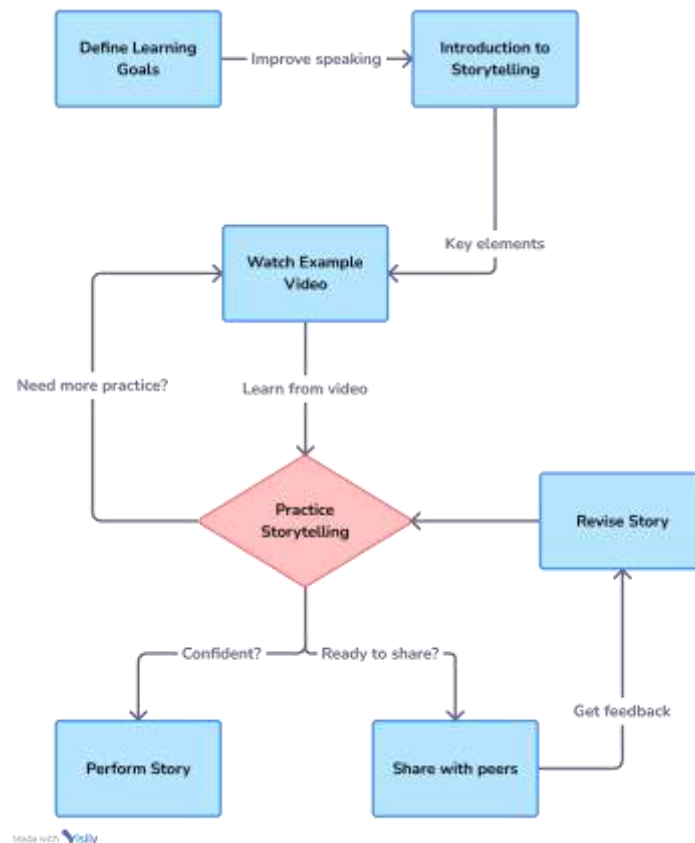 Define Learning
Goals
Improve speaking
Introduction to
Storytelling
Key elements
Watch Example
Video
Need more practice?
Learn from video
Practice
Storytelling
Revise Story
Confident?
Ready to share?
Get feedback
Perform Story
Share with peers
Made with Visily